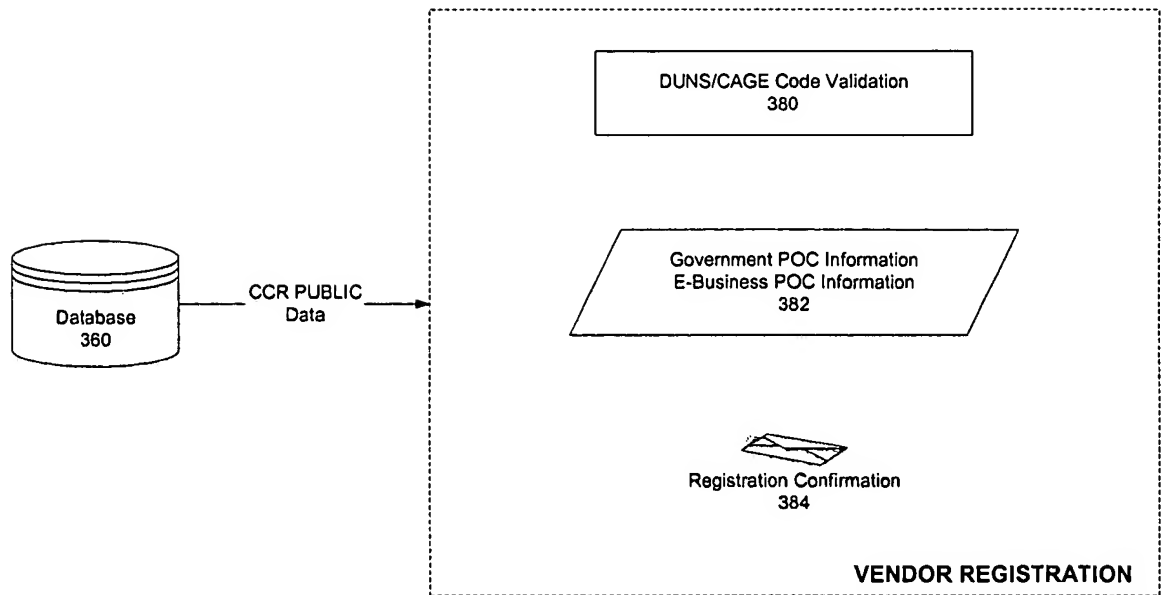 DUNS/CAGE Code Validation
380
Government POC Information
E-Business POC Information
382
CCR PUBLIC
Data
Database
360
Registration Confirmation
384
VENDOR REGISTRATION